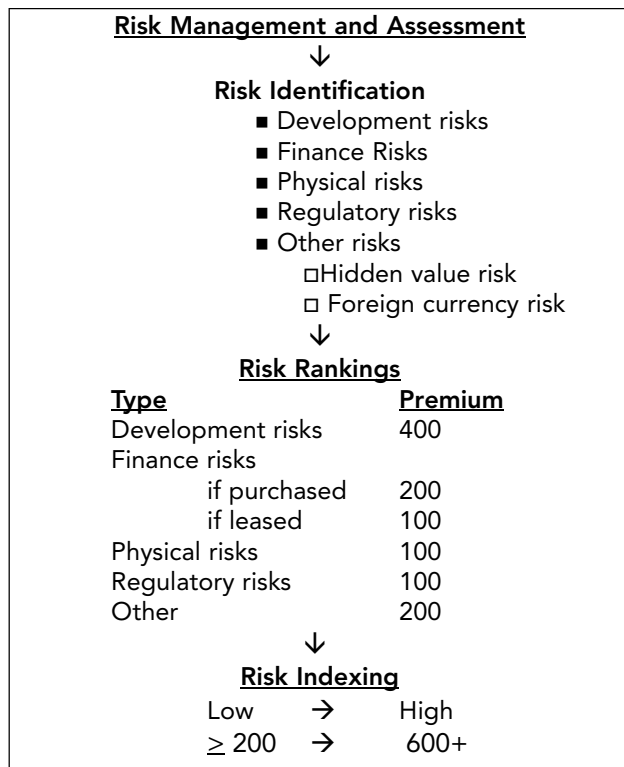 Risk Management and Assessment
↓
Risk Identification
■ Development risks
■ Finance Risks
■ Physical risks
■ Regulatory risks
■ Other risks
□Hidden value risk
□ Foreign currency risk
↓
Risk Rankings
Type Premium
Development risks 400
Finance risks
if purchased 200
if leased 100
Physical risks 100
Regulatory risks 100
Other 200
↓
Risk Indexing
Low → High
≥ 200 → 600+